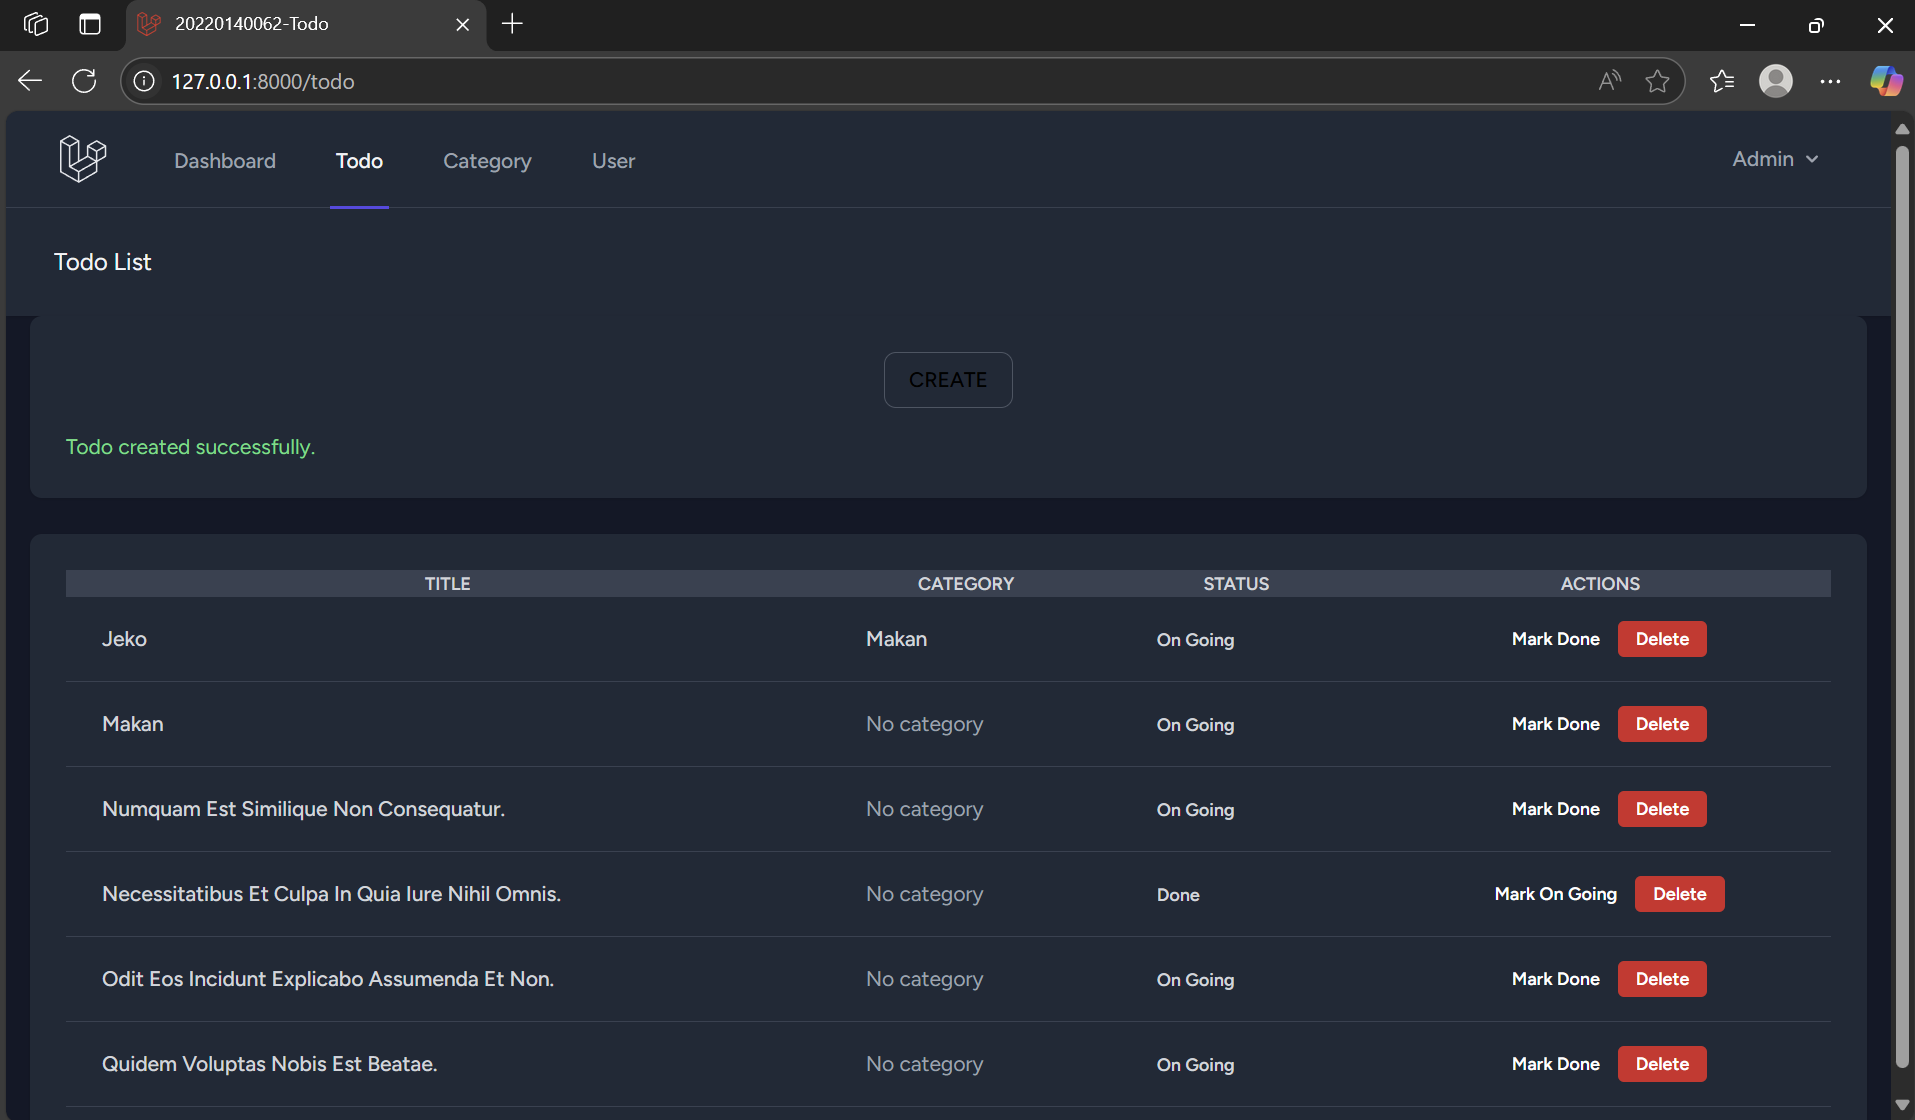 20220140062-Todo
127.0.0.1:8000/todo
Dashboard Todo Category User Admin
Todo List
CREATE
Todo created successfully.
TITLE CATEGORY STATUS ACTIONS
Jeko Makan On Going Mark Done Delete
Makan No category On Going Mark Done Delete
Numquam Est Similique Non Consequatur. No category On Going Mark Done Delete
Necessitatibus Et Culpa In Quia Iure Nihil Omnis. No category Done Mark On Going Delete
Odit Eos Incidunt Explicabo Assumenda Et Non. No category On Going Mark Done Delete
Quidem Voluptas Nobis Est Beatae. No category On Going Mark Done Delete